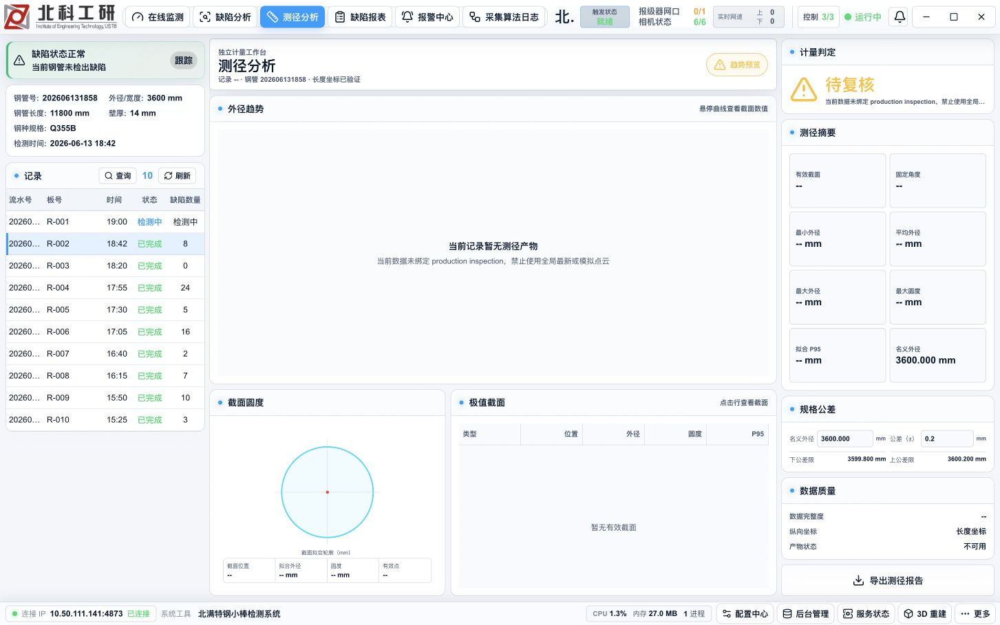 北科工研
Institute of Engineering Technology, USTB
在线监测
缺陷分析
测径分析
缺陷报表
报警中心
采集算法日志
北.
触发状态
就绪
报级器网口 0/1
相机状态 6/6
实时网速 上 0
下 0
控制 3/3
运行中
缺陷状态正常
当前钢管未检出缺陷
跟踪
钢管号: 202606131858 外径/宽度: 3600 mm
钢管长度: 11800 mm 壁厚: 14 mm
钢种规格: Q355B
检测时间: 2026-06-13 18:42
记录 查询 10 刷新
流水号 板号 时间 状态 缺陷数量
20260... R-001 19:00 检测中 检测中
20260... R-002 18:42 已完成 8
20260... R-003 18:20 已完成 0
20260... R-004 17:55 已完成 24
20260... R-005 17:30 已完成 5
20260... R-006 17:05 已完成 16
20260... R-007 16:40 已完成 2
20260... R-008 16:15 已完成 7
20260... R-009 15:50 已完成 10
20260... R-010 15:25 已完成 3
独立计量工作台
测径分析
记录 -- · 钢管 202606131858 · 长度坐标已验证
趋势预览
外径趋势 悬停曲线查看截面数值
当前记录暂无测径产物
当前数据未绑定 production inspection，禁止使用全局最新或模拟点云
截面圆度
截面拟合轮廓（mm）
截面位置 拟合外径 圆度 有效点
-- -- mm -- mm --
极值截面 点击行查看截面
类型 位置 外径 圆度 P95
暂无有效截面
计量判定
待复核
当前数据未绑定 production inspection，禁止使用全局...
测径摘要
有效截面 固定角度
-- --
最小外径 平均外径
-- mm -- mm
最大外径 最大圆度
-- mm -- mm
拟合 P95 名义外径
-- mm 3600.000 mm
规格公差
名义外径 3600.000 mm 公差（±） 0.2 mm
下公差限 3599.800 mm 上公差限 3600.200 mm
数据质量
数据完整度 --
纵向坐标 长度坐标
产物状态 不可用
导出测径报告
连接 IP 10.50.111.141:4873 已连接 系统工具 北满特钢小棒检测系统
CPU 1.3% 内存 27.0 MB 1 进程
配置中心
后台管理
服务状态
3D 重建
更多